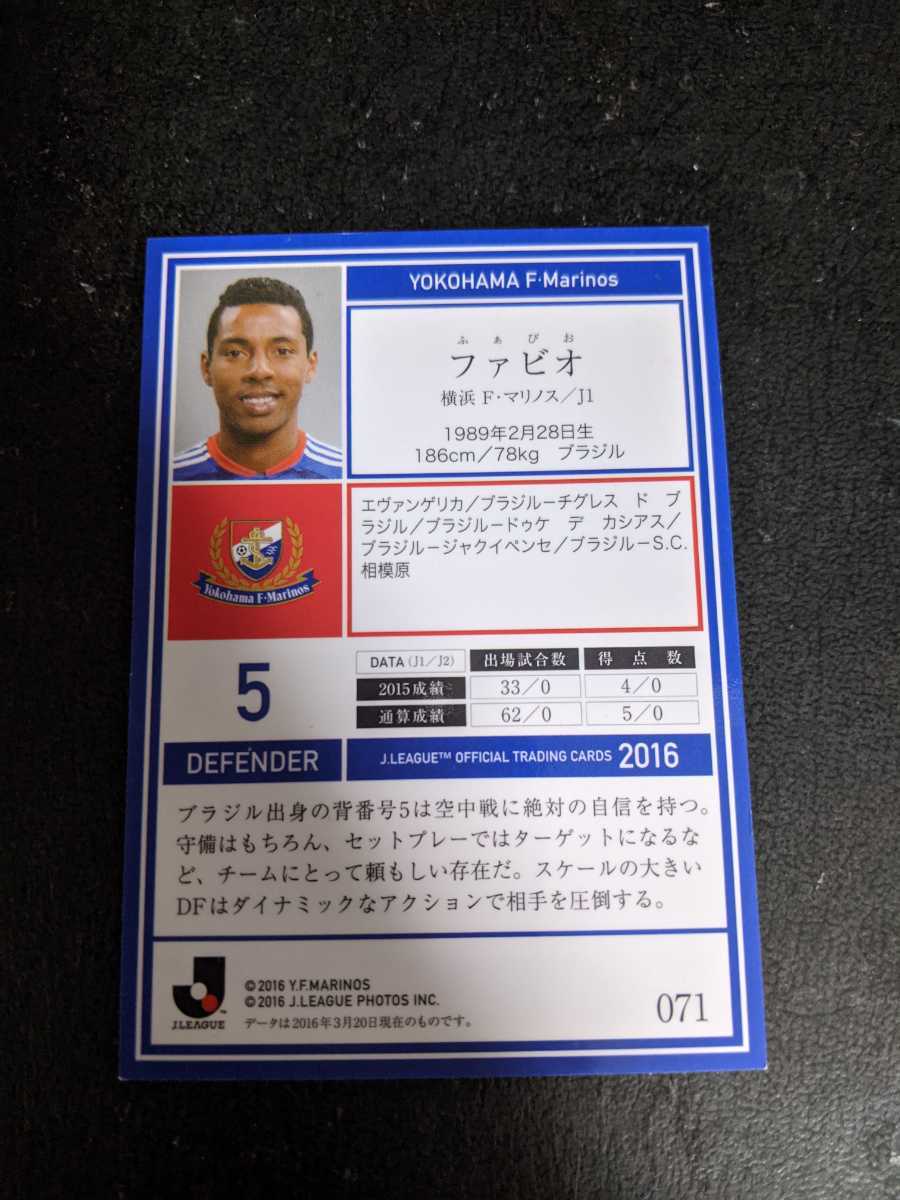 YOKOHAMA F·Marinos
ふぁびお
ファビオ
横浜 F・マリノス／J1
1989年2月28日生
186cm／78kg　ブラジル
エヴァンゲリカ／ブラジルーチグレス　ド　ブ
ラジル／ブラジルードゥケ　デ　カシアス／
ブラジルージャクイペンセ／ブラジルーS.C.
相模原
Yokohama F·Marinos
5
DATA（J1／J2） 出場試合数 得点数
2015成績 33／0 4／0
通算成績 62／0 5／0
DEFENDER
J.LEAGUE™ OFFICIAL TRADING CARDS 2016
ブラジル出身の背番号5は空中戦に絶対の自信を持つ。
守備はもちろん、セットプレーではターゲットになるな
ど、チームにとって頼もしい存在だ。スケールの大きい
DFはダイナミックなアクションで相手を圧倒する。
J.LEAGUE™
©2016 Y.F.MARINOS
©2016 J.LEAGUE PHOTOS INC.
データは2016年3月20日現在のものです。
071